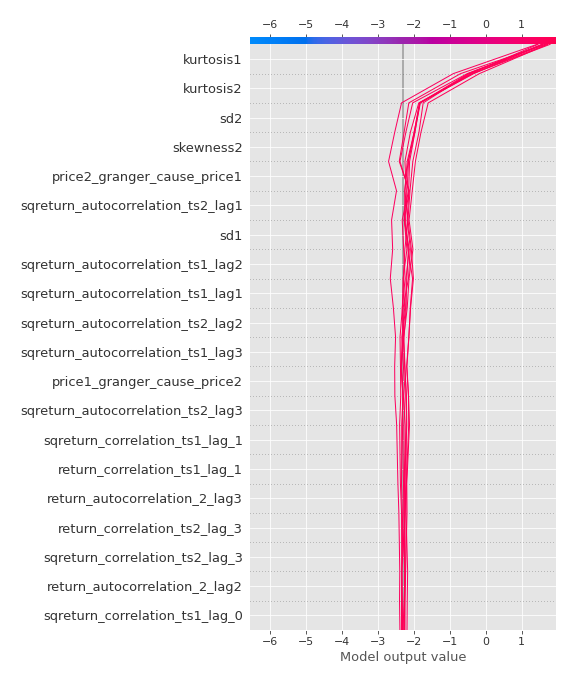 −6 −5 −4 −3 −2 −1 0 1
kurtosis1
kurtosis2
sd2
skewness2
price2_granger_cause_price1
sqreturn_autocorrelation_ts2_lag1
sd1
sqreturn_autocorrelation_ts1_lag2
sqreturn_autocorrelation_ts1_lag1
sqreturn_autocorrelation_ts2_lag2
sqreturn_autocorrelation_ts1_lag3
price1_granger_cause_price2
sqreturn_autocorrelation_ts2_lag3
sqreturn_correlation_ts1_lag_1
return_correlation_ts1_lag_1
return_autocorrelation_2_lag3
return_correlation_ts2_lag_3
sqreturn_correlation_ts2_lag_3
return_autocorrelation_2_lag2
sqreturn_correlation_ts1_lag_0
−6 −5 −4 −3 −2 −1 0 1
Model output value